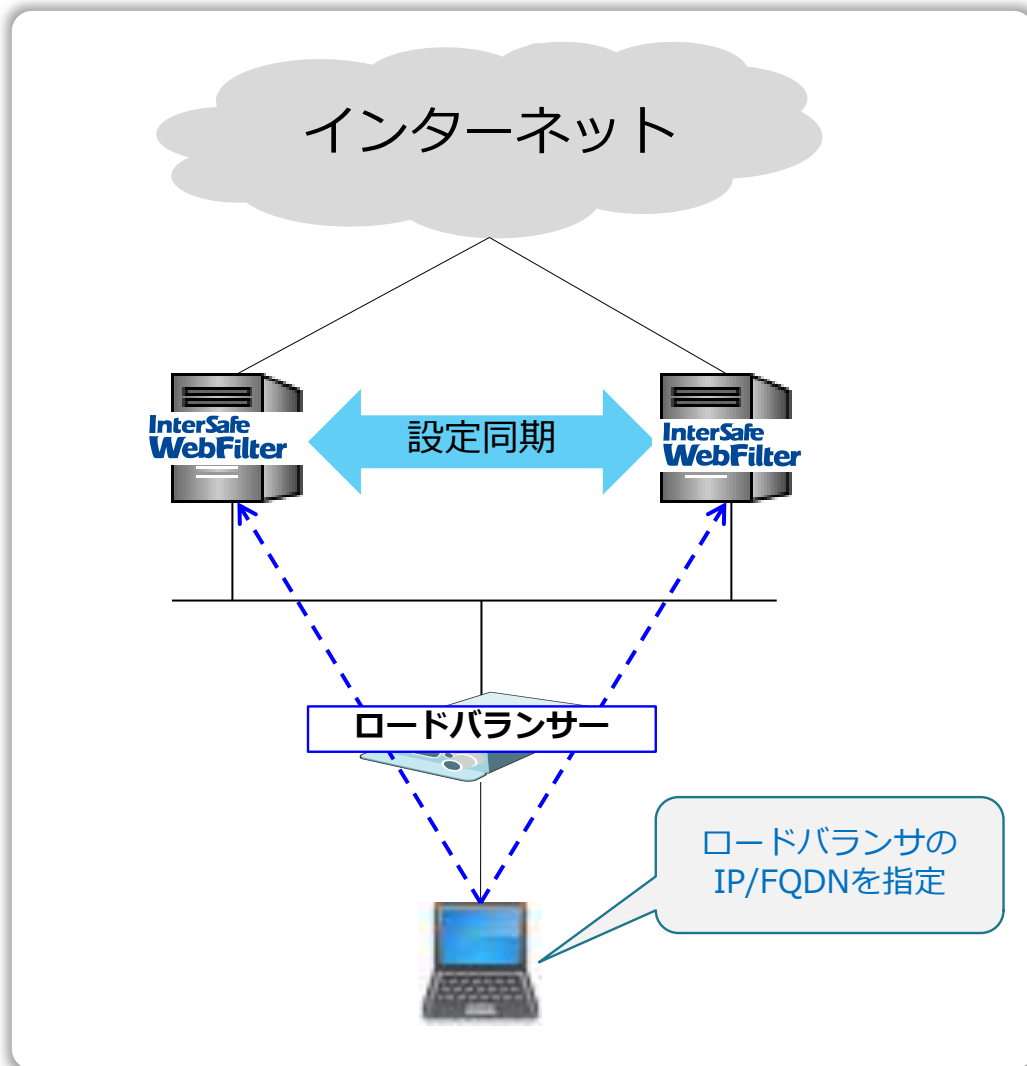 インターネット
InterSafe
WebFilter
設定同期
InterSafe
WebFilter
ロードバランサー
ロードバランサの
IP/FQDNを指定